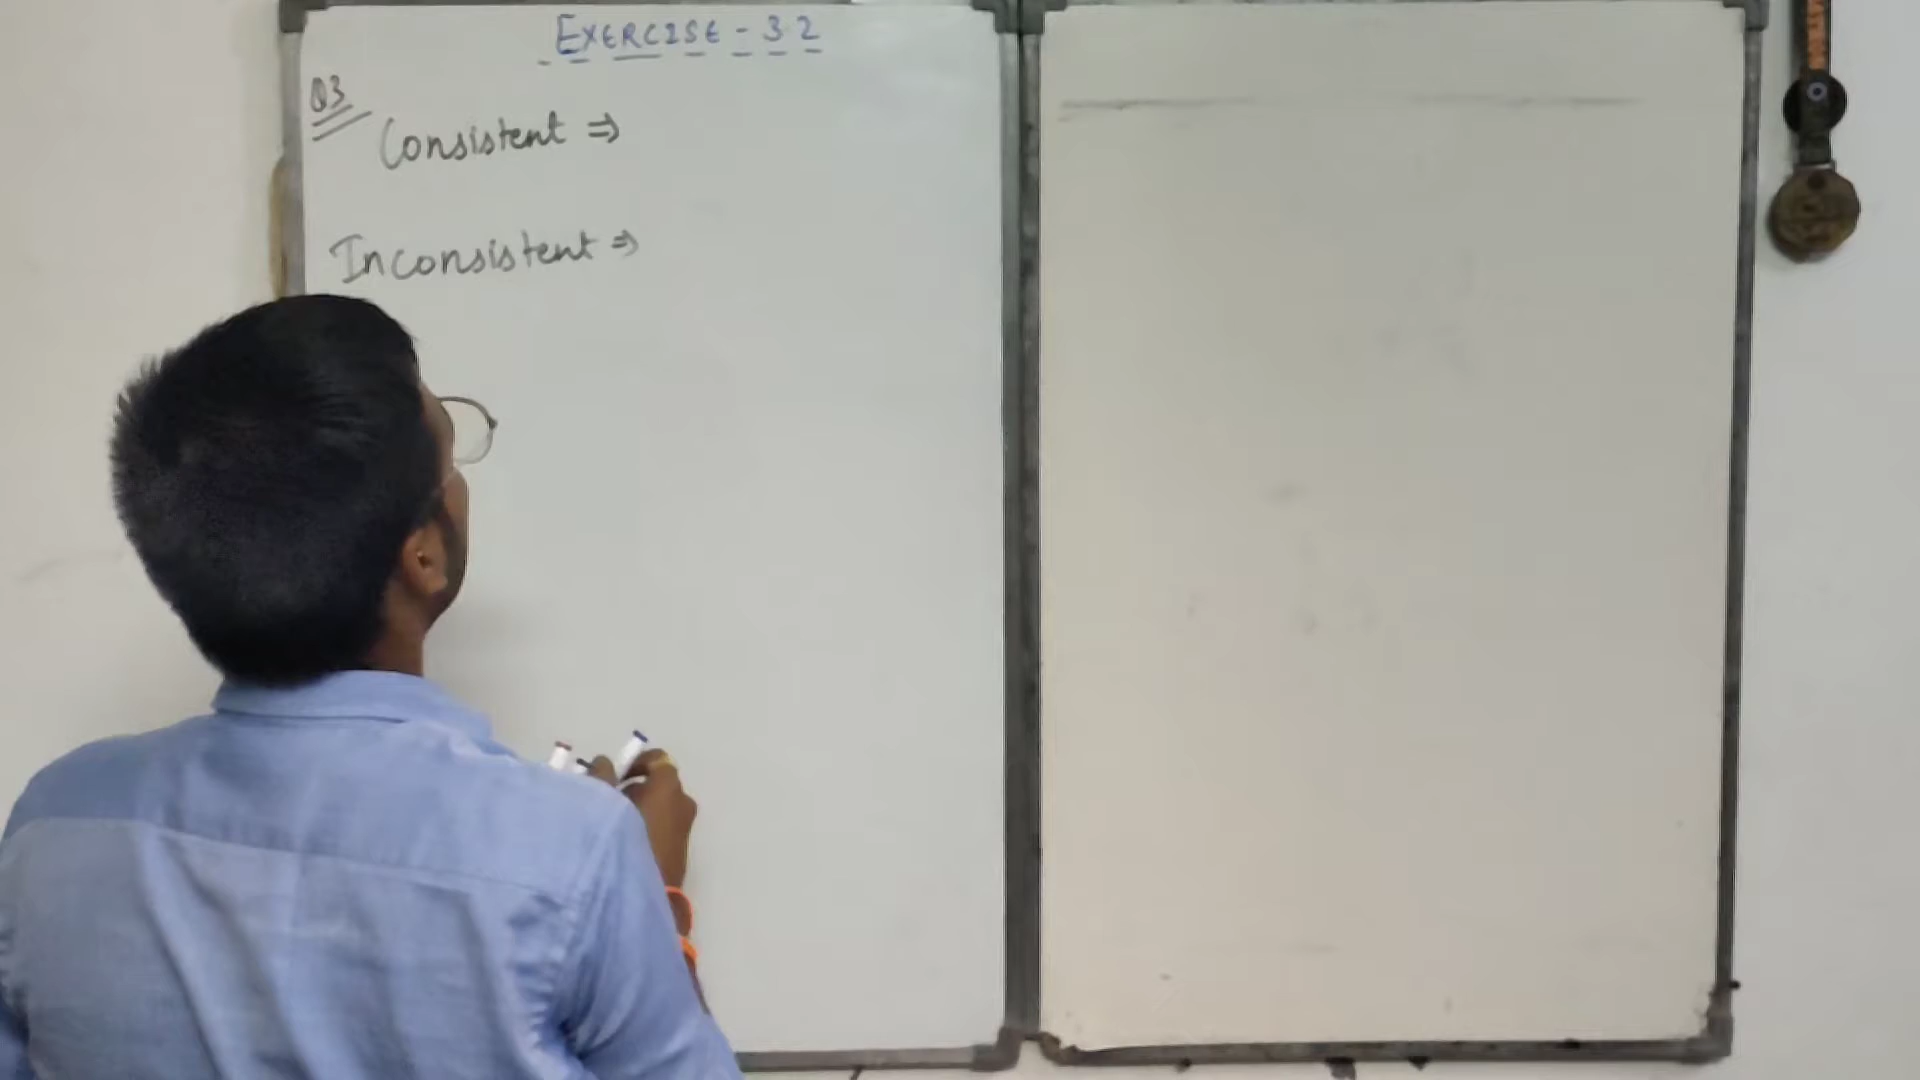 EXERCISE - 3.2
Q3
Consistent ⇒
Inconsistent ⇒